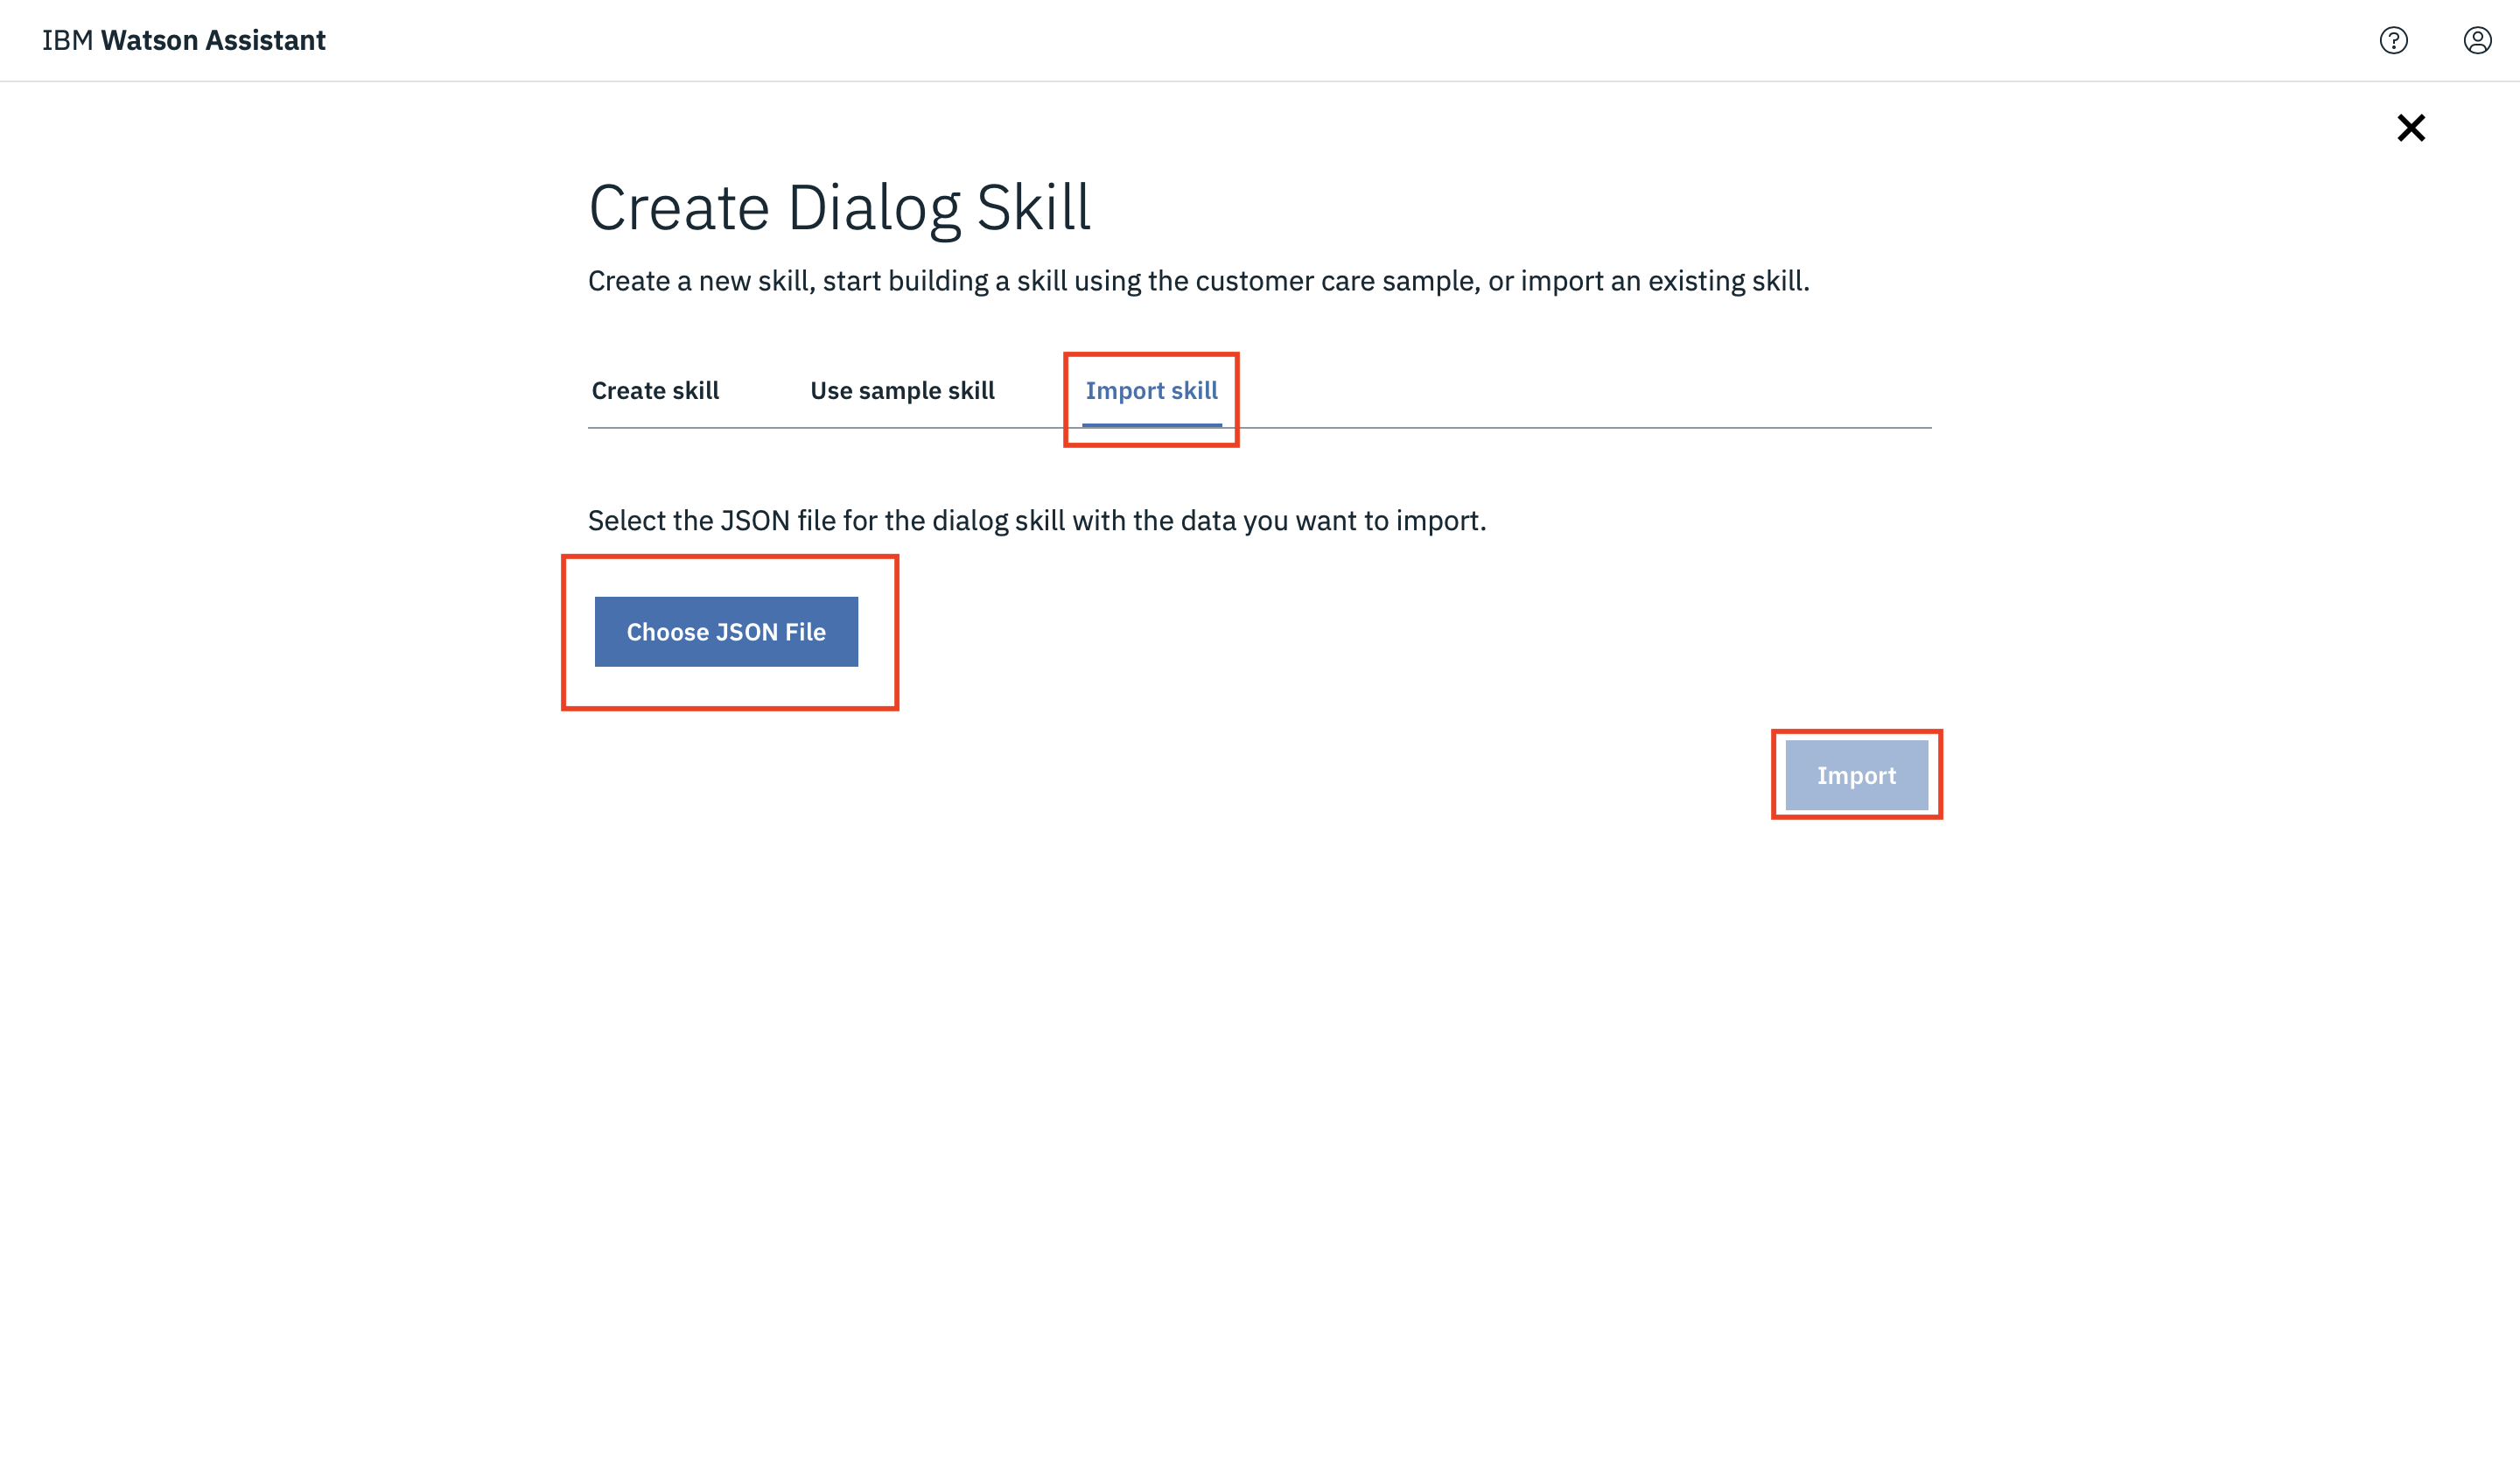 IBM Watson Assistant
Create Dialog Skill
Create a new skill, start building a skill using the customer care sample, or import an existing skill.
Create skill Use sample skill Import skill
Select the JSON file for the dialog skill with the data you want to import.
Choose JSON File
Import